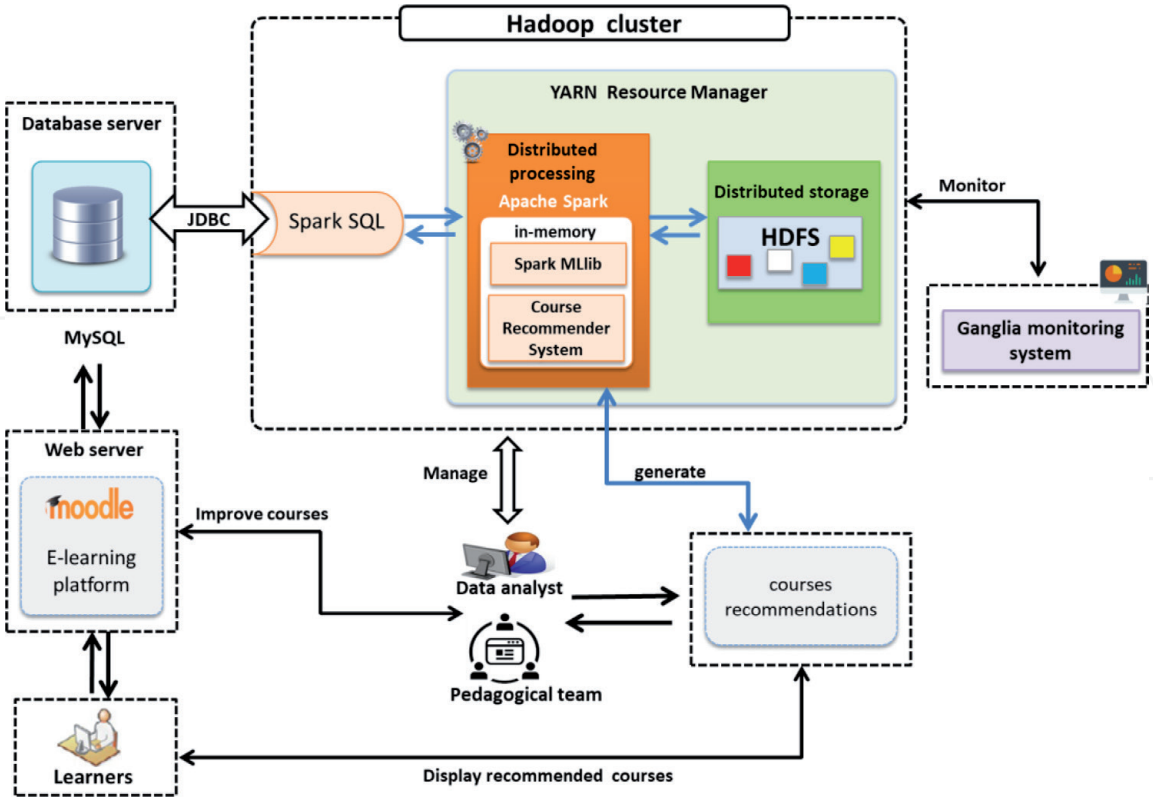 Hadoop cluster
YARN Resource Manager
Database server
Distributed
processing
Apache Spark
Distributed storage
Monitor
JDBC
Spark SQL
in-memory
HDFS
Spark MLlib
Course
Recommender
System
MySQL
Ganglia monitoring
system
Web server
Manage
generate
moodle
Improve courses
E-learning
platform
Data analyst
courses
recommendations
Pedagogical team
Learners
Display recommended courses